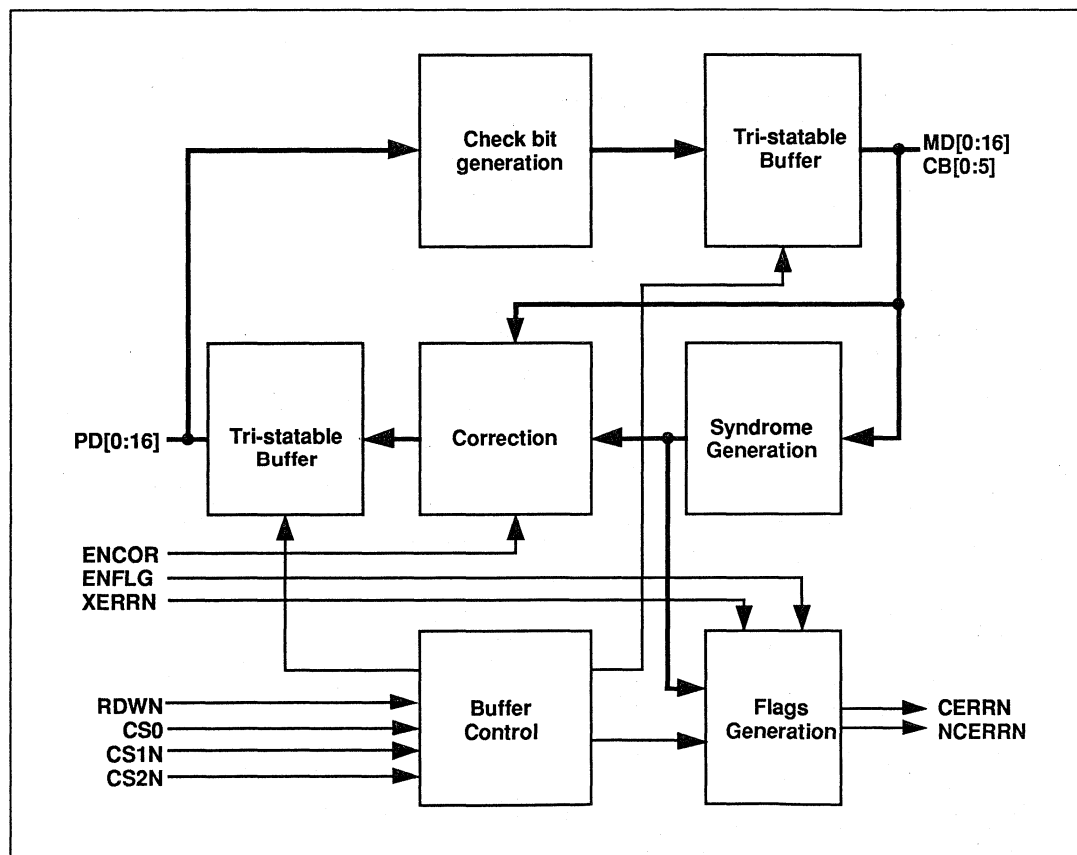 Check bit
generation
Tri-statable
Buffer
MD[0:16]
CB[0:5]
PD[0:16]
Tri-statable
Buffer
Correction
Syndrome
Generation
ENCOR
ENFLG
XERRN
RDWN
CS0
CS1N
CS2N
Buffer
Control
Flags
Generation
CERRN
NCERRN